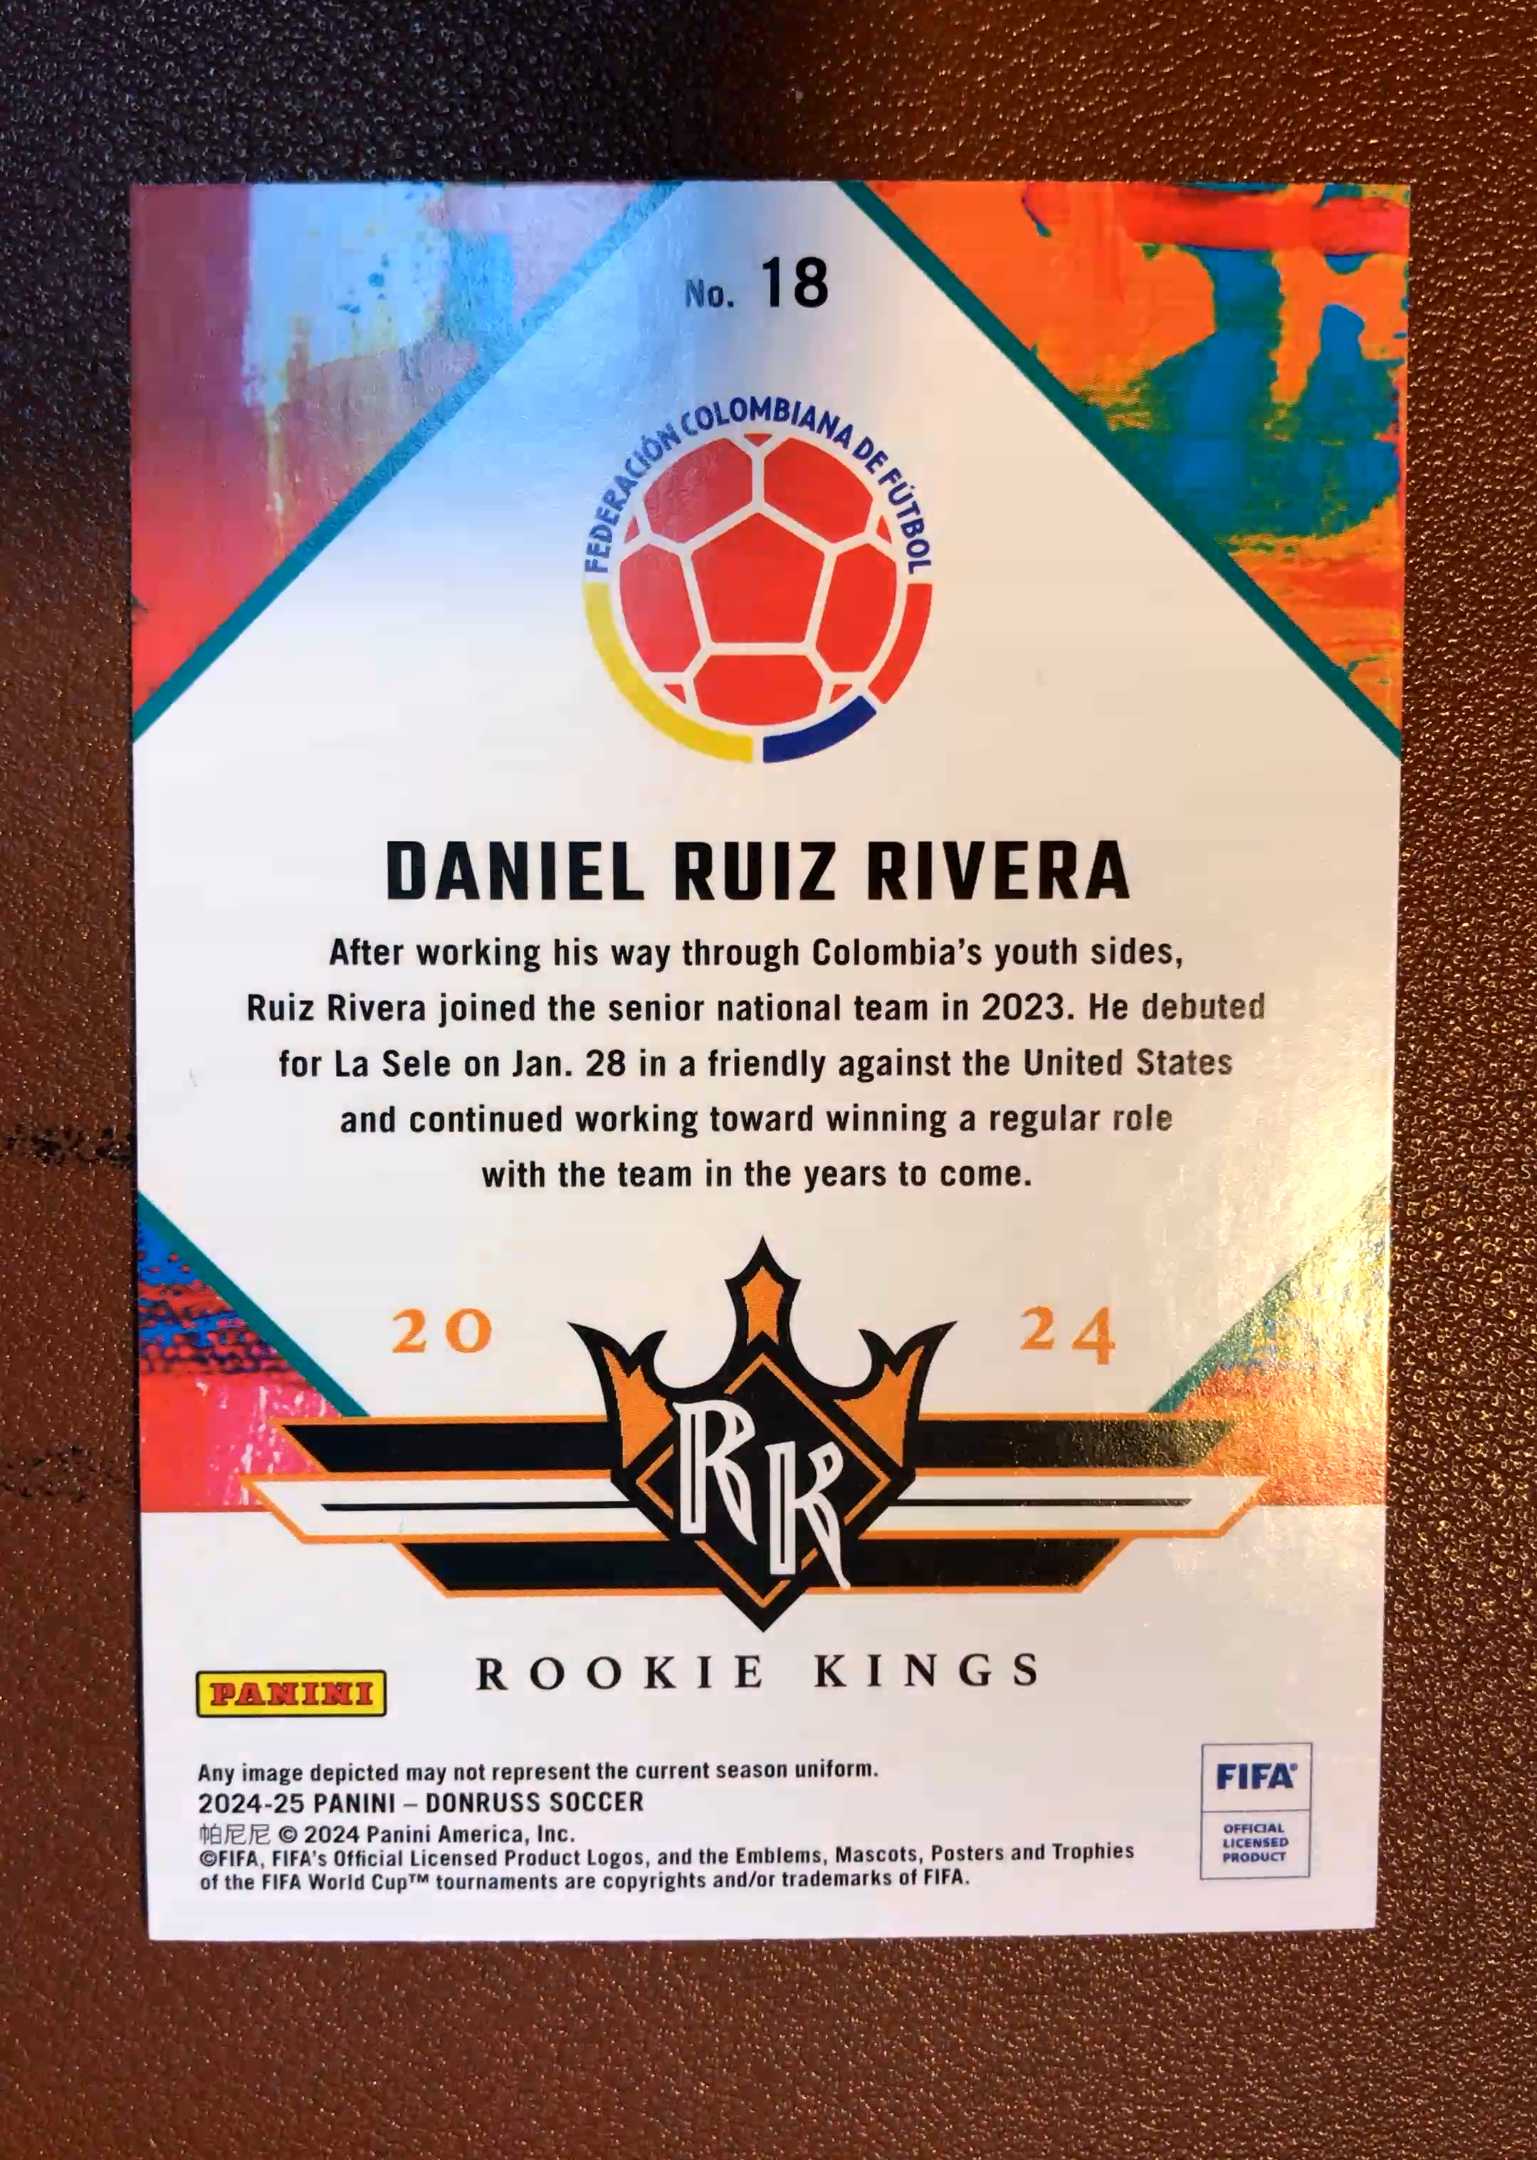 No. 18
FEDERACIÓN COLOMBIANA DE FÚTBOL
DANIEL RUIZ RIVERA
After working his way through Colombia's youth sides,
Ruiz Rivera joined the senior national team in 2023. He debuted
for La Sele on Jan. 28 in a friendly against the United States
and continued working toward winning a regular role
with the team in the years to come.
20 24
RK
ROOKIE KINGS
PANINI
Any image depicted may not represent the current season uniform.
2024-25 PANINI – DONRUSS SOCCER
帕尼尼 © 2024 Panini America, Inc.
©FIFA, FIFA's Official Licensed Product Logos, and the Emblems, Mascots, Posters and Trophies
of the FIFA World Cup™ tournaments are copyrights and/or trademarks of FIFA.
FIFA®
OFFICIAL
LICENSED
PRODUCT